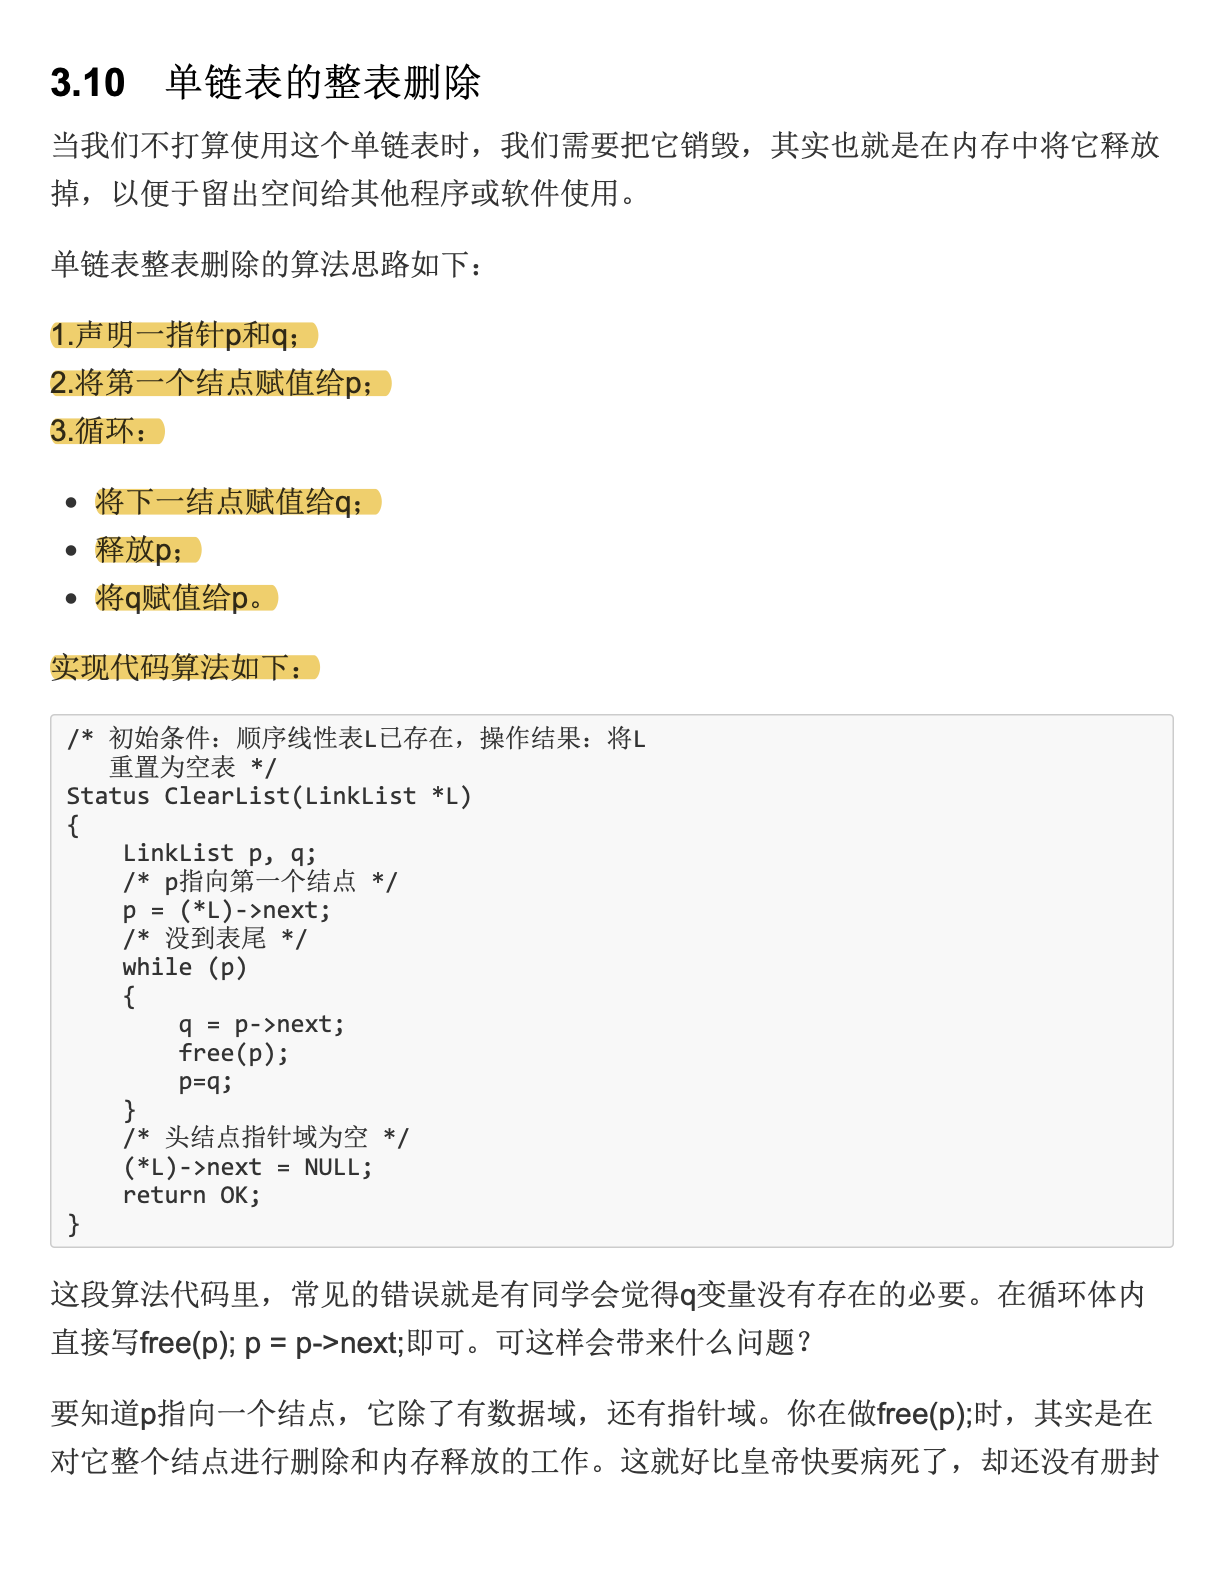 3.10 单链表的整表删除
当我们不打算使用这个单链表时，我们需要把它销毁，其实也就是在内存中将它释放
掉，以便于留出空间给其他程序或软件使用。
单链表整表删除的算法思路如下：
1.声明一指针p和q；
2.将第一个结点赋值给p；
3.循环：
• 将下一结点赋值给q；
• 释放p；
• 将q赋值给p。
实现代码算法如下：
/* 初始条件：顺序线性表L已存在，操作结果：将L
   重置为空表 */
Status ClearList(LinkList *L)
{
    LinkList p, q;
    /* p指向第一个结点 */
    p = (*L)->next;
    /* 没到表尾 */
    while (p)
    {
        q = p->next;
        free(p);
        p=q;
    }
    /* 头结点指针域为空 */
    (*L)->next = NULL;
    return OK;
}
这段算法代码里，常见的错误就是有同学会觉得q变量没有存在的必要。在循环体内
直接写free(p); p = p->next;即可。可这样会带来什么问题？
要知道p指向一个结点，它除了有数据域，还有指针域。你在做free(p);时，其实是在
对它整个结点进行删除和内存释放的工作。这就好比皇帝快要病死了，却还没有册封